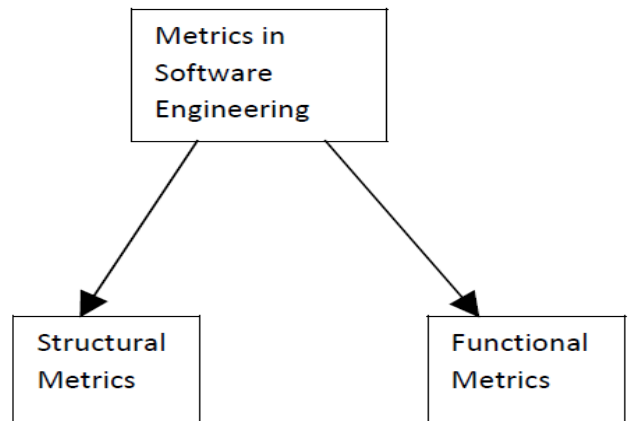 Metrics in
Software
Engineering
Structural
Metrics
Functional
Metrics